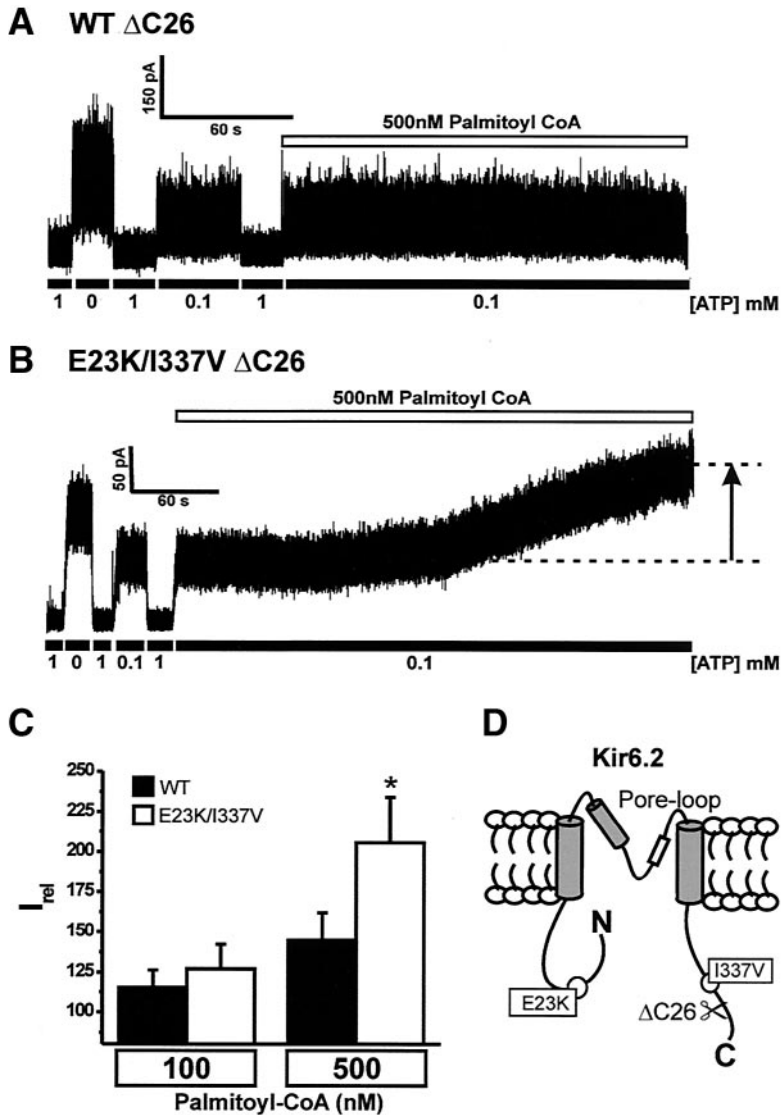 A WT ΔC26
150 pA
60 s
500nM Palmitoyl CoA
1 0 1 0.1 1 0.1 [ATP] mM
B E23K/I337V ΔC26
500nM Palmitoyl CoA
50 pA
60 s
1 0 1 0.1 1 0.1 [ATP] mM
C
250
225
200
175
150
125
100
Irel
WT
E23K/I337V
*
100 500
Palmitoyl-CoA (nM)
D
Kir6.2
Pore-loop
N
E23K
I337V
ΔC26
C